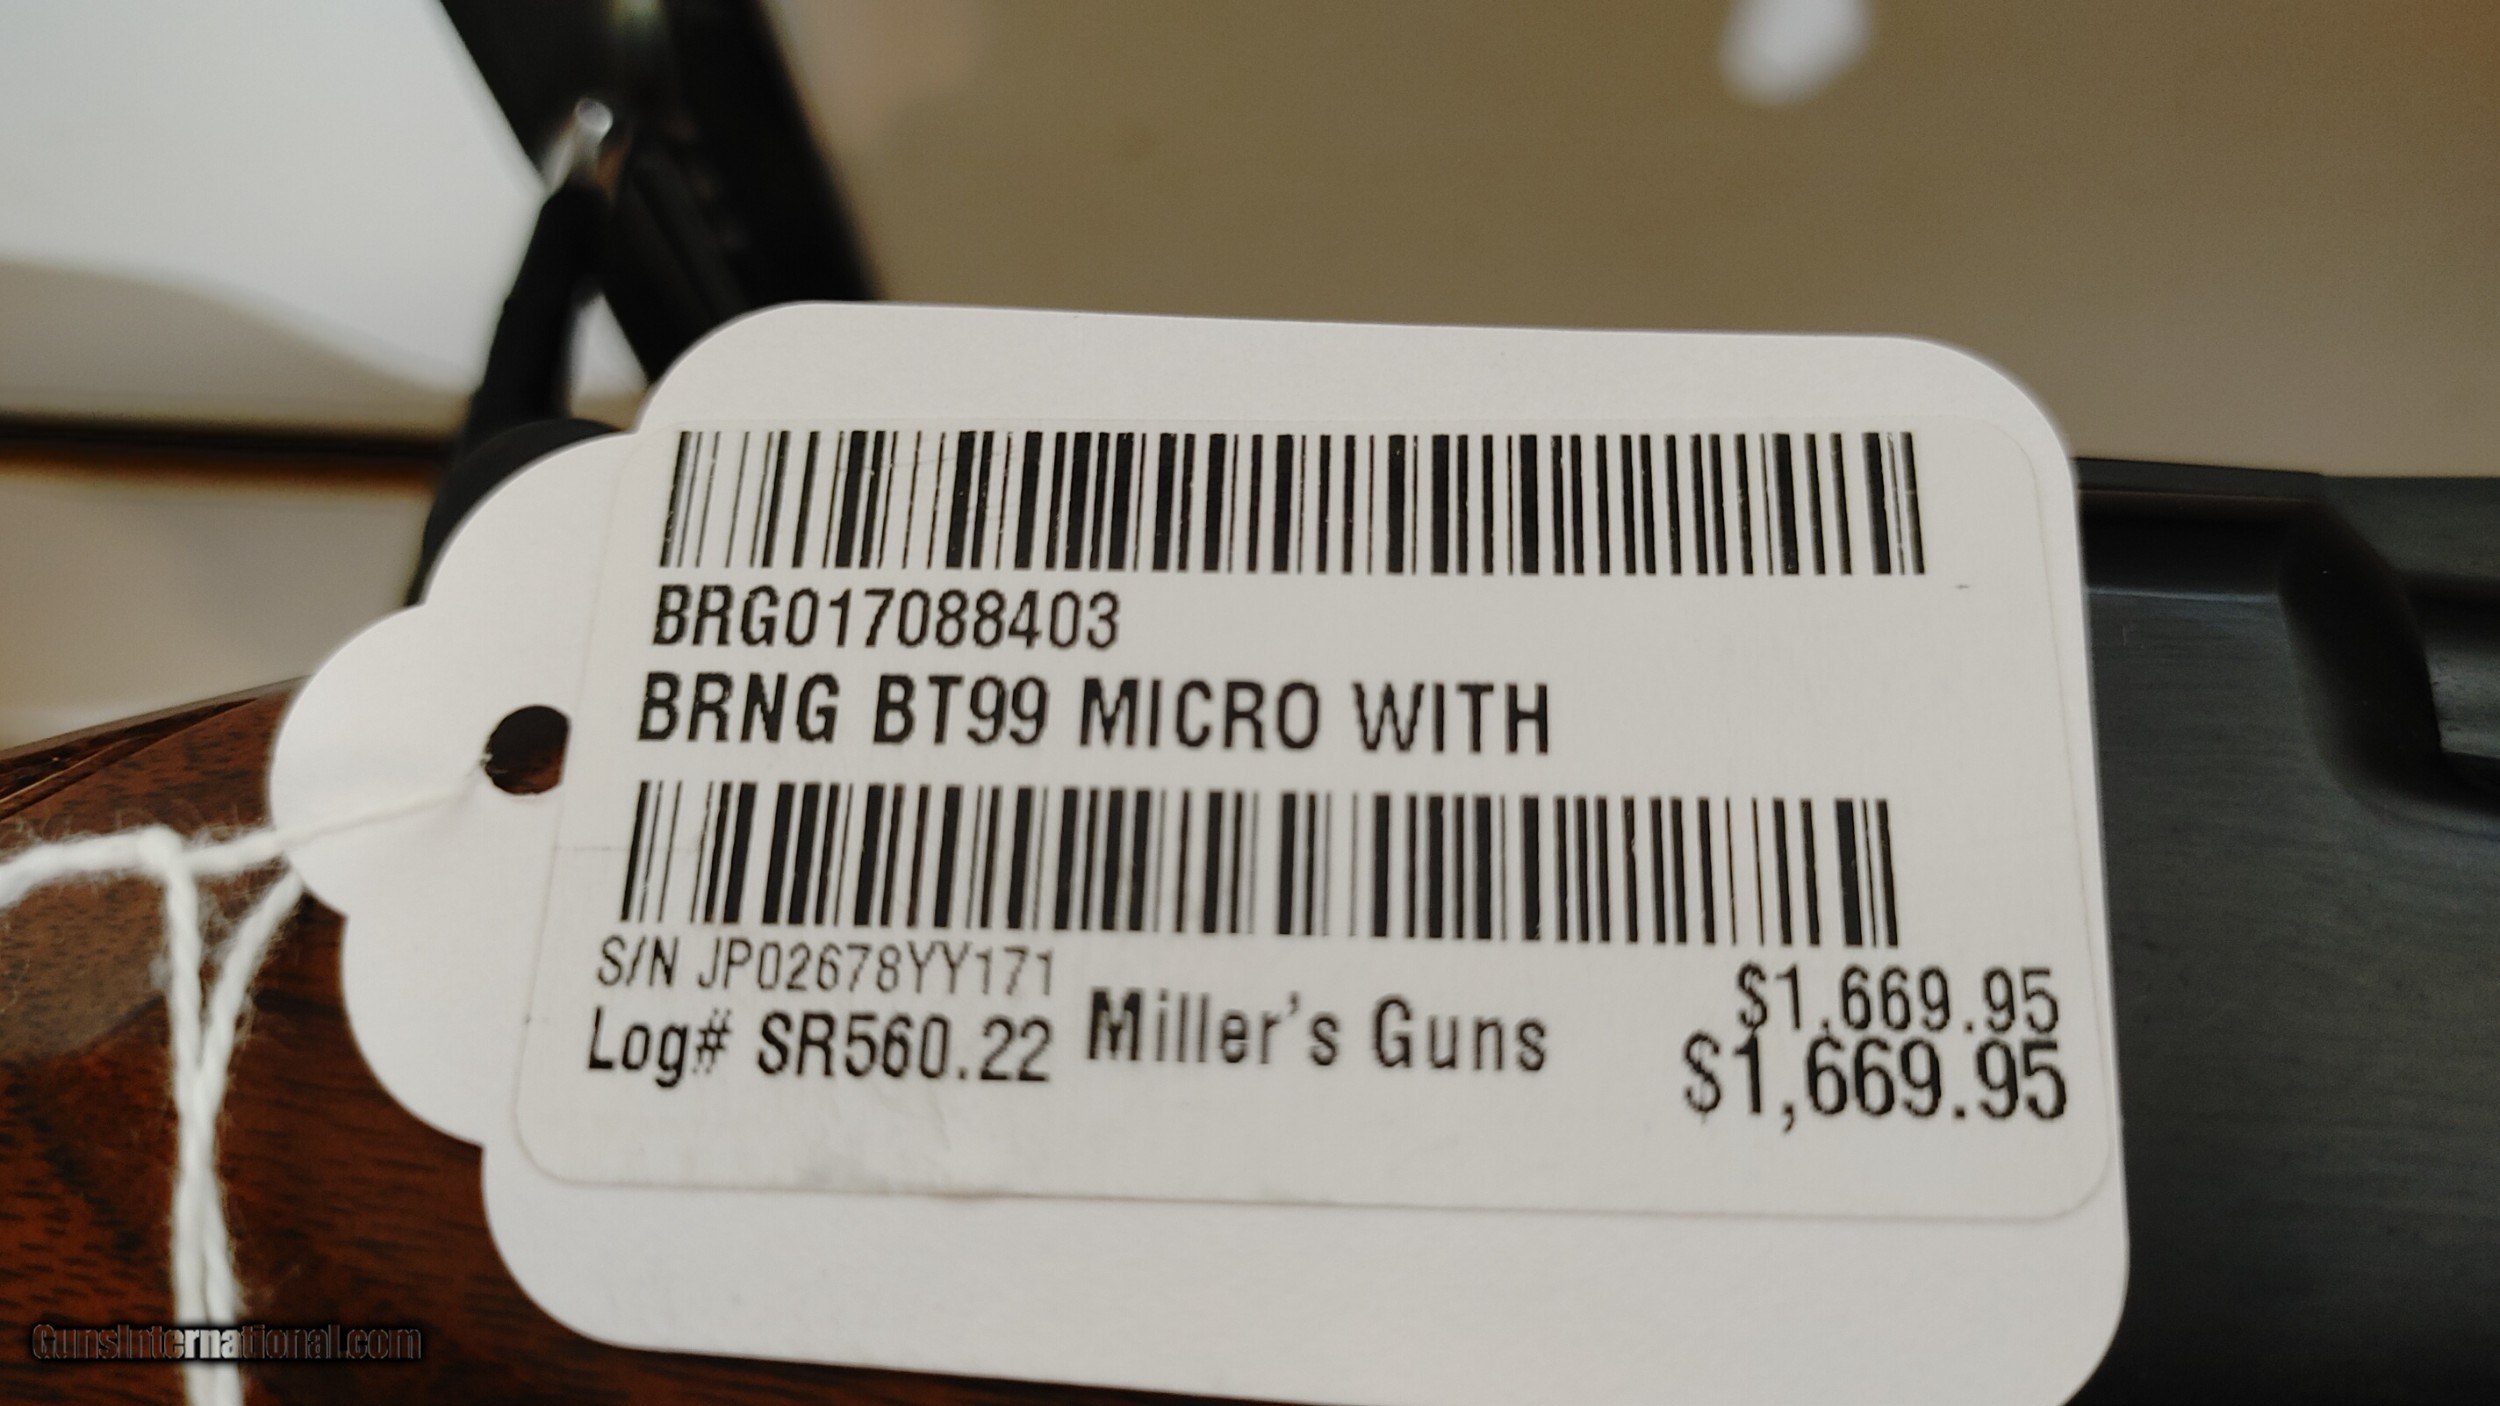 BRG017088403
BRNG BT99 MICRO WITH
S/N JP02678YY171
Log# SR560.22 Miller's Guns
$1,669.95
$1,669.95
GunsInternational.com